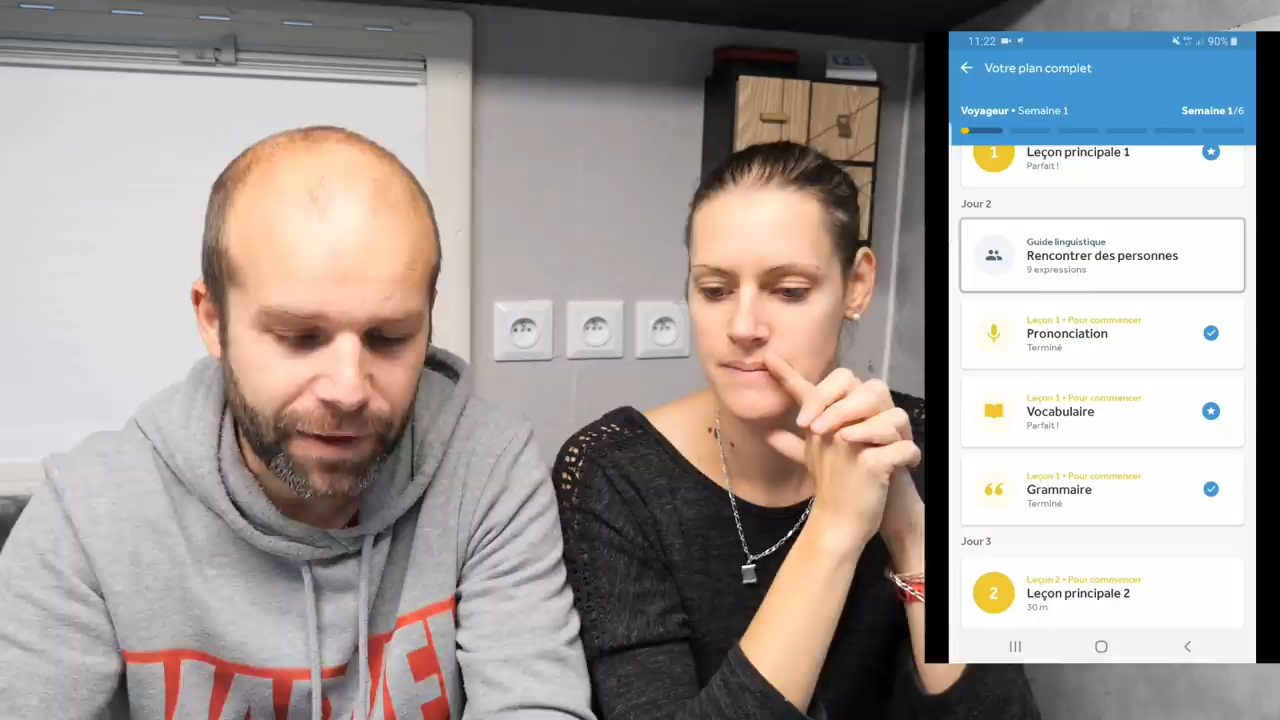 11:22
90%
Votre plan complet
Voyageur • Semaine 1
Semaine 1/6
1
Leçon principale 1
Parfait !
Jour 2
Guide linguistique
Rencontrer des personnes
9 expressions
Leçon 1 • Pour commencer
Prononciation
Terminé
Leçon 1 • Pour commencer
Vocabulaire
Parfait !
Leçon 1 • Pour commencer
Grammaire
Terminé
Jour 3
2
Leçon 2 • Pour commencer
Leçon principale 2
30 m
MARVEL